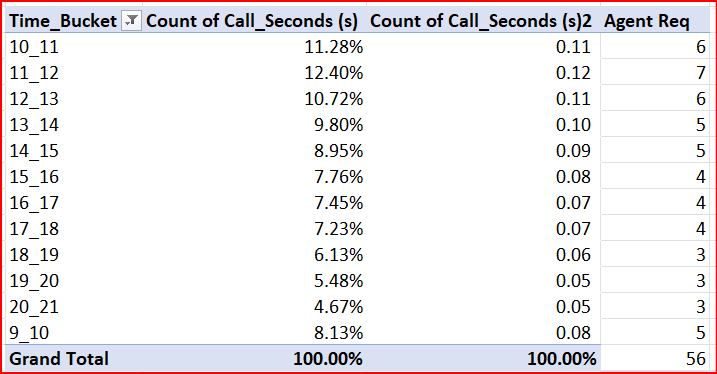 Time_Bucket Count of Call_Seconds (s) Count of Call_Seconds (s)2 Agent Req
10_11 11.28% 0.11 6
11_12 12.40% 0.12 7
12_13 10.72% 0.11 6
13_14 9.80% 0.10 5
14_15 8.95% 0.09 5
15_16 7.76% 0.08 4
16_17 7.45% 0.07 4
17_18 7.23% 0.07 4
18_19 6.13% 0.06 3
19_20 5.48% 0.05 3
20_21 4.67% 0.05 3
9_10 8.13% 0.08 5
Grand Total 100.00% 100.00% 56